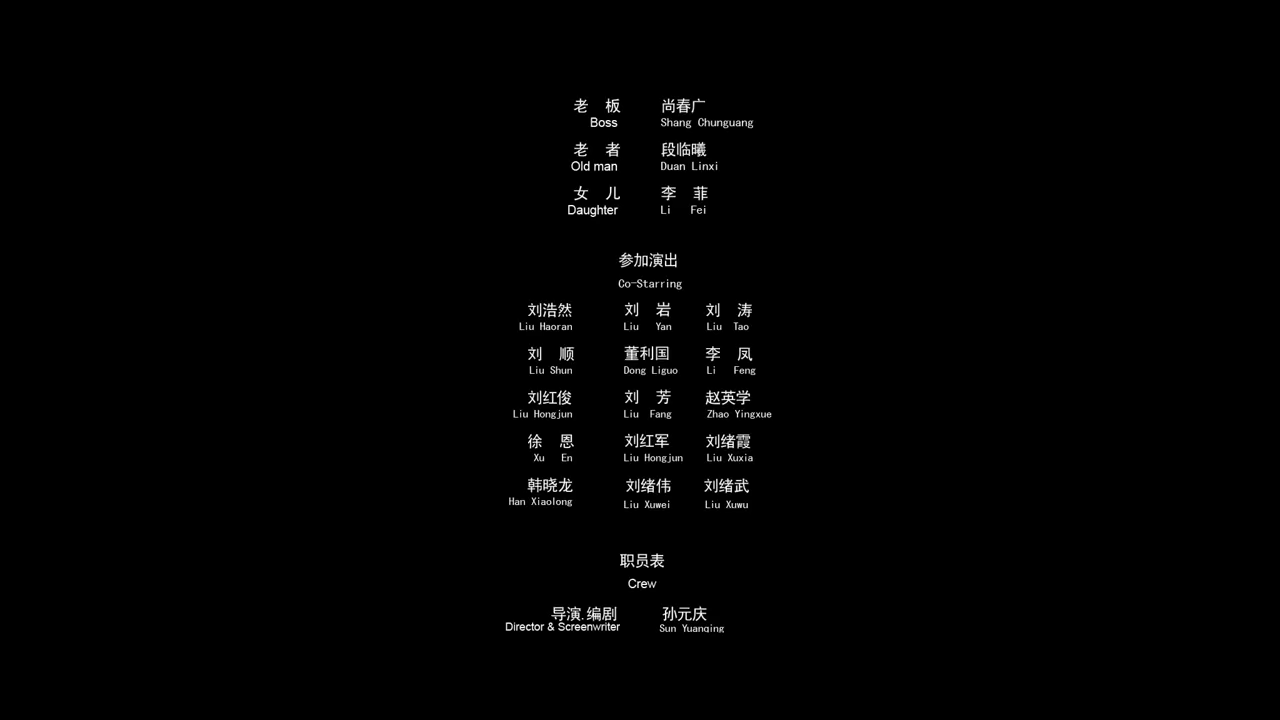 老 板 尚春广
Boss Shang Chunguang
老 者 段临曦
Old man Duan Linxi
女 儿 李 菲
Daughter Li Fei
参加演出
Co-Starring
刘浩然 刘 岩 刘 涛
Liu Haoran Liu Yan Liu Tao
刘 顺 董利国 李 凤
Liu Shun Dong Liguo Li Feng
刘红俊 刘 芳 赵英学
Liu Hongjun Liu Fang Zhao Yingxue
徐 恩 刘红军 刘绪霞
Xu En Liu Hongjun Liu Xuxia
韩晓龙 刘绪伟 刘绪武
Han Xiaolong Liu Xuwei Liu Xuwu
职员表
Crew
导演.编剧 孙元庆
Director & Screenwriter Sun Yuanqing